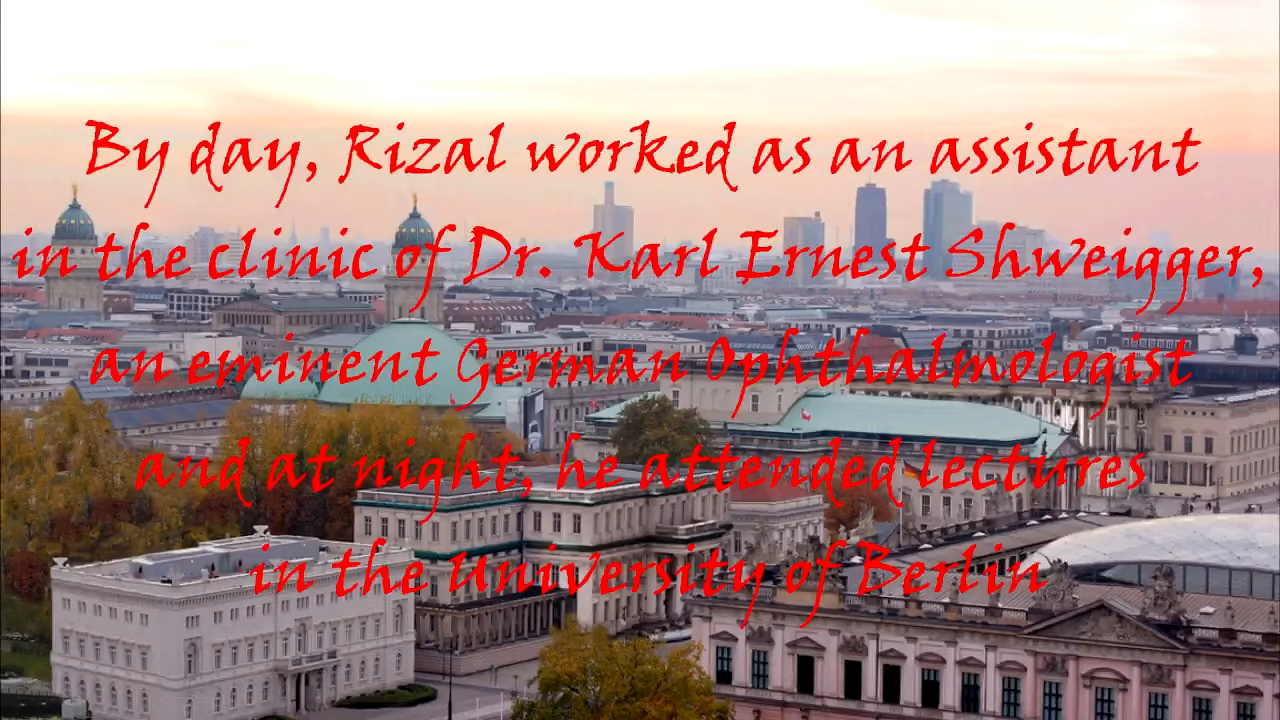 By day, Rizal worked as an assistant
in the clinic of Dr. Karl Ernest Shweigger,
an eminent German Ophthalmologist
and at night, he attended lectures
in the University of Berlin